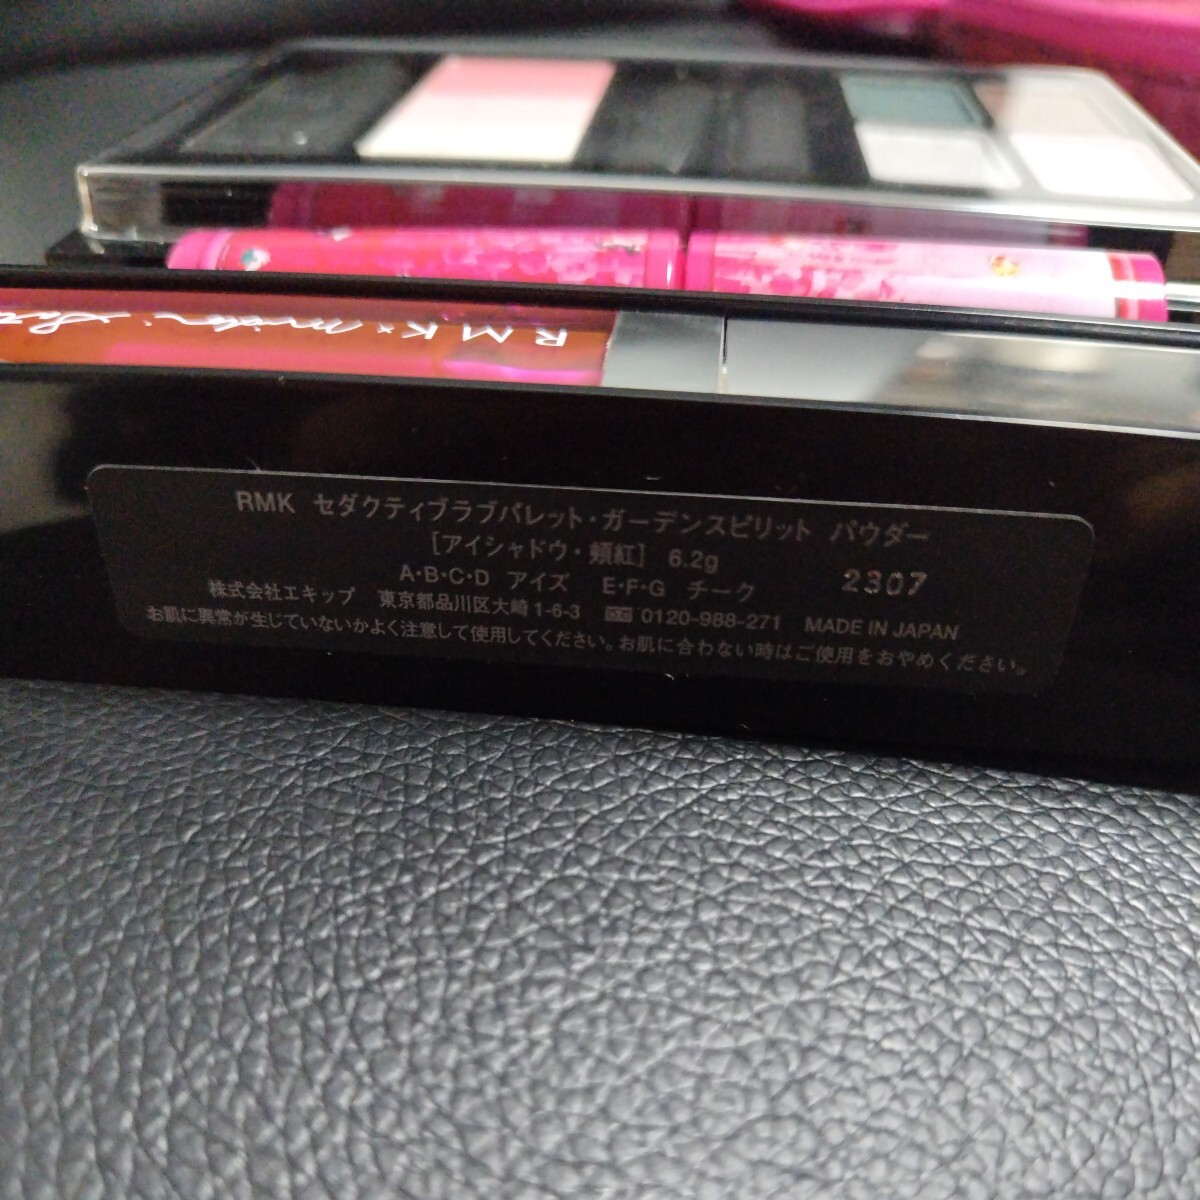 RMK×
RMK セダクティブラブパレット・ガーデンスピリット パウダー
[アイシャドウ・頬紅] 6.2g
A・B・C・D アイズ E・F・G チーク 2307
株式会社エキップ 東京都品川区大崎1-6-3 0120-988-271 MADE IN JAPAN
お肌に異常が生じていないかよく注意して使用してください。お肌に合わない時はご使用をおやめください。